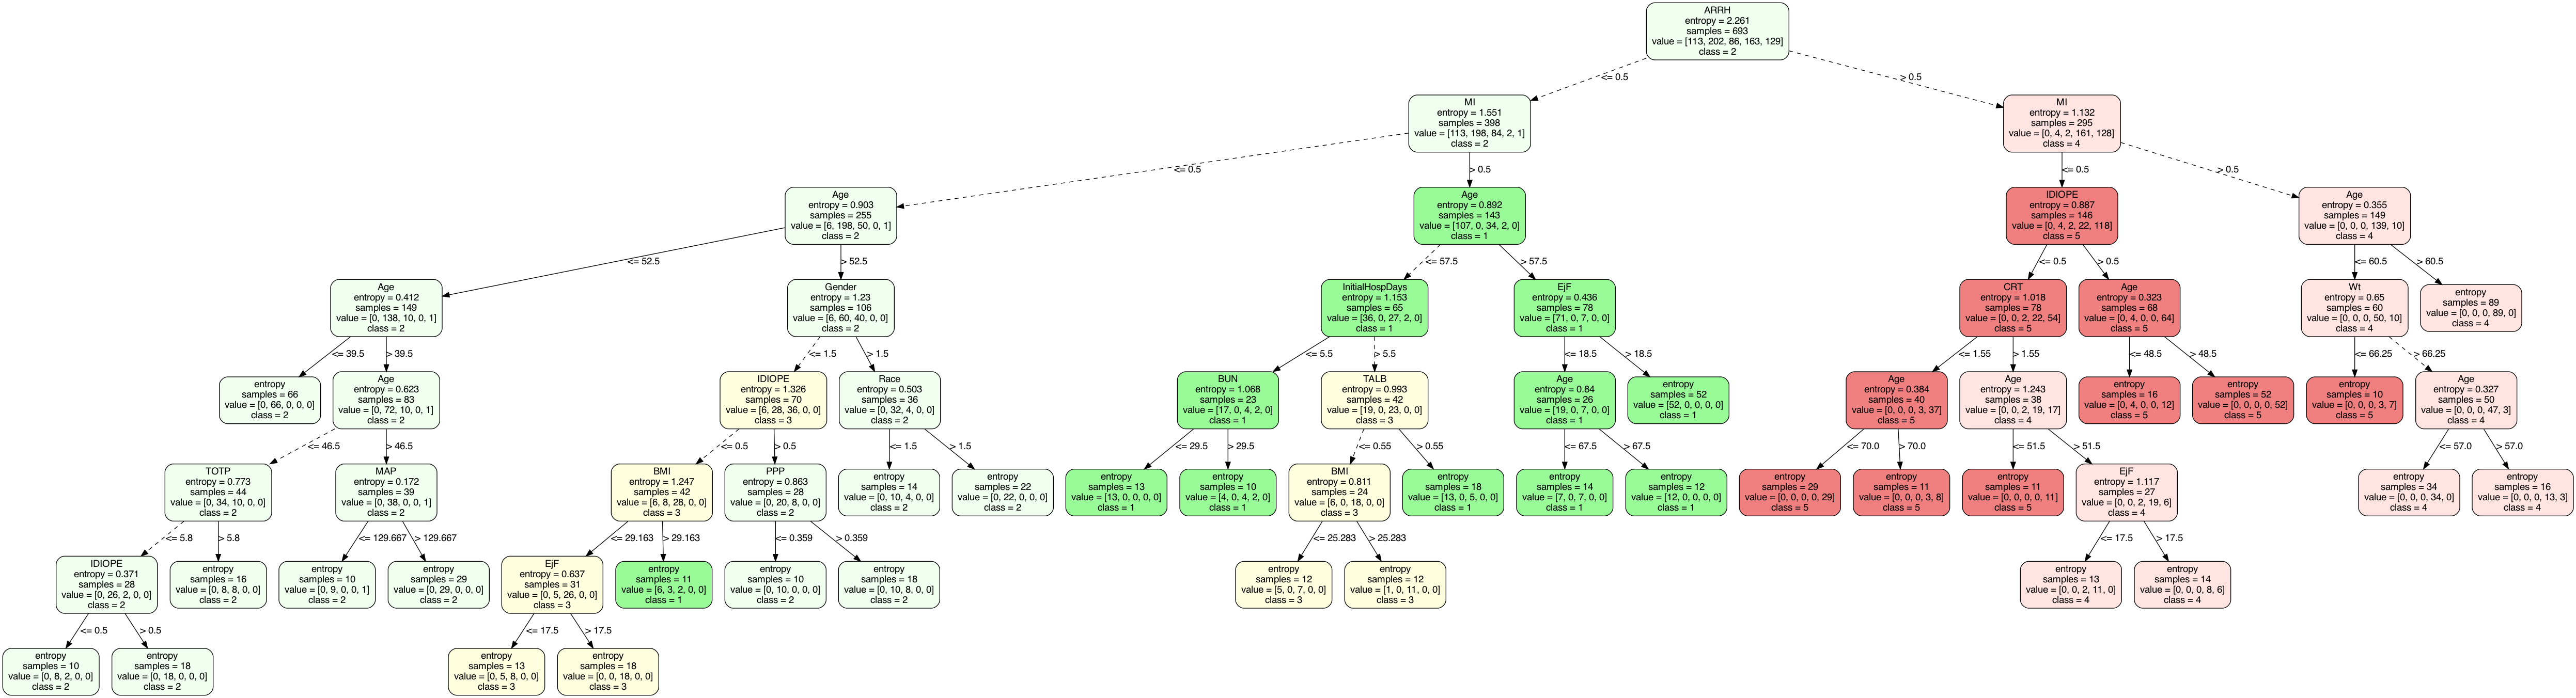 ARRH
entropy = 2.261
samples = 693
value = [113, 202, 86, 163, 129]
class = 2
<= 0.5
> 0.5
MI
entropy = 1.551
samples = 398
value = [113, 198, 84, 2, 1]
class = 2
MI
entropy = 1.132
samples = 295
value = [0, 4, 2, 161, 128]
class = 4
<= 0.5
> 0.5
<= 0.5
> 0.5
Age
entropy = 0.903
samples = 255
value = [6, 198, 50, 0, 1]
class = 2
Age
entropy = 0.892
samples = 143
value = [107, 0, 34, 2, 0]
class = 1
IDIOPE
entropy = 0.887
samples = 146
value = [0, 4, 2, 22, 118]
class = 5
Age
entropy = 0.355
samples = 149
value = [0, 0, 0, 139, 10]
class = 4
<= 52.5
> 52.5
<= 57.5
> 57.5
<= 0.5
> 0.5
<= 60.5
> 60.5
Age
entropy = 0.412
samples = 149
value = [0, 138, 10, 0, 1]
class = 2
Gender
entropy = 1.23
samples = 106
value = [6, 60, 40, 0, 0]
class = 2
InitialHospDays
entropy = 1.153
samples = 65
value = [36, 0, 27, 2, 0]
class = 1
EjF
entropy = 0.436
samples = 78
value = [71, 0, 7, 0, 0]
class = 1
CRT
entropy = 1.018
samples = 78
value = [0, 0, 2, 22, 54]
class = 5
Age
entropy = 0.323
samples = 68
value = [0, 4, 0, 0, 64]
class = 5
Wt
entropy = 0.65
samples = 60
value = [0, 0, 0, 50, 10]
class = 4
entropy
samples = 89
value = [0, 0, 0, 89, 0]
class = 4
<= 39.5
> 39.5
<= 1.5
> 1.5
<= 5.5
> 5.5
<= 18.5
> 18.5
<= 1.55
> 1.55
<= 48.5
> 48.5
<= 66.25
> 66.25
entropy
samples = 66
value = [0, 66, 0, 0, 0]
class = 2
Age
entropy = 0.623
samples = 83
value = [0, 72, 10, 0, 1]
class = 2
IDIOPE
entropy = 1.326
samples = 70
value = [6, 28, 36, 0, 0]
class = 3
Race
entropy = 0.503
samples = 36
value = [0, 32, 4, 0, 0]
class = 2
BUN
entropy = 1.068
samples = 23
value = [17, 0, 4, 2, 0]
class = 1
TALB
entropy = 0.993
samples = 42
value = [19, 0, 23, 0, 0]
class = 3
Age
entropy = 0.84
samples = 26
value = [19, 0, 7, 0, 0]
class = 1
entropy
samples = 52
value = [52, 0, 0, 0, 0]
class = 1
Age
entropy = 0.384
samples = 40
value = [0, 0, 0, 3, 37]
class = 5
Age
entropy = 1.243
samples = 38
value = [0, 0, 2, 19, 17]
class = 4
entropy
samples = 16
value = [0, 4, 0, 0, 12]
class = 5
entropy
samples = 52
value = [0, 0, 0, 0, 52]
class = 5
entropy
samples = 10
value = [0, 0, 0, 3, 7]
class = 5
Age
entropy = 0.327
samples = 50
value = [0, 0, 0, 47, 3]
class = 4
<= 46.5
> 46.5
<= 0.5
> 0.5
<= 1.5
> 1.5
<= 29.5
> 29.5
<= 0.55
> 0.55
<= 67.5
> 67.5
<= 70.0
> 70.0
<= 51.5
> 51.5
<= 57.0
> 57.0
TOTP
entropy = 0.773
samples = 44
value = [0, 34, 10, 0, 0]
class = 2
MAP
entropy = 0.172
samples = 39
value = [0, 38, 0, 0, 1]
class = 2
BMI
entropy = 1.247
samples = 42
value = [6, 8, 28, 0, 0]
class = 3
PPP
entropy = 0.863
samples = 28
value = [0, 20, 8, 0, 0]
class = 2
entropy
samples = 14
value = [0, 10, 4, 0, 0]
class = 2
entropy
samples = 22
value = [0, 22, 0, 0, 0]
class = 2
entropy
samples = 13
value = [13, 0, 0, 0, 0]
class = 1
entropy
samples = 10
value = [4, 0, 4, 2, 0]
class = 1
BMI
entropy = 0.811
samples = 24
value = [6, 0, 18, 0, 0]
class = 3
entropy
samples = 18
value = [13, 0, 5, 0, 0]
class = 1
entropy
samples = 14
value = [7, 0, 7, 0, 0]
class = 1
entropy
samples = 12
value = [12, 0, 0, 0, 0]
class = 1
entropy
samples = 29
value = [0, 0, 0, 0, 29]
class = 5
entropy
samples = 11
value = [0, 0, 0, 3, 8]
class = 5
entropy
samples = 11
value = [0, 0, 0, 0, 11]
class = 5
EjF
entropy = 1.117
samples = 27
value = [0, 0, 2, 19, 6]
class = 4
entropy
samples = 34
value = [0, 0, 0, 34, 0]
class = 4
entropy
samples = 16
value = [0, 0, 0, 13, 3]
class = 4
<= 5.8
> 5.8
<= 129.667
> 129.667
<= 29.163
> 29.163
<= 0.359
> 0.359
<= 25.283
> 25.283
<= 17.5
> 17.5
IDIOPE
entropy = 0.371
samples = 28
value = [0, 26, 2, 0, 0]
class = 2
entropy
samples = 16
value = [0, 8, 8, 0, 0]
class = 2
entropy
samples = 10
value = [0, 9, 0, 0, 1]
class = 2
entropy
samples = 29
value = [0, 29, 0, 0, 0]
class = 2
EjF
entropy = 0.637
samples = 31
value = [0, 5, 26, 0, 0]
class = 3
entropy
samples = 11
value = [6, 3, 2, 0, 0]
class = 1
entropy
samples = 10
value = [0, 10, 0, 0, 0]
class = 2
entropy
samples = 18
value = [0, 10, 8, 0, 0]
class = 2
entropy
samples = 12
value = [5, 0, 7, 0, 0]
class = 3
entropy
samples = 12
value = [1, 0, 11, 0, 0]
class = 3
entropy
samples = 13
value = [0, 0, 2, 11, 0]
class = 4
entropy
samples = 14
value = [0, 0, 0, 8, 6]
class = 4
<= 0.5
> 0.5
<= 17.5
> 17.5
entropy
samples = 10
value = [0, 8, 2, 0, 0]
class = 2
entropy
samples = 18
value = [0, 18, 0, 0, 0]
class = 2
entropy
samples = 13
value = [0, 5, 8, 0, 0]
class = 3
entropy
samples = 18
value = [0, 0, 18, 0, 0]
class = 3